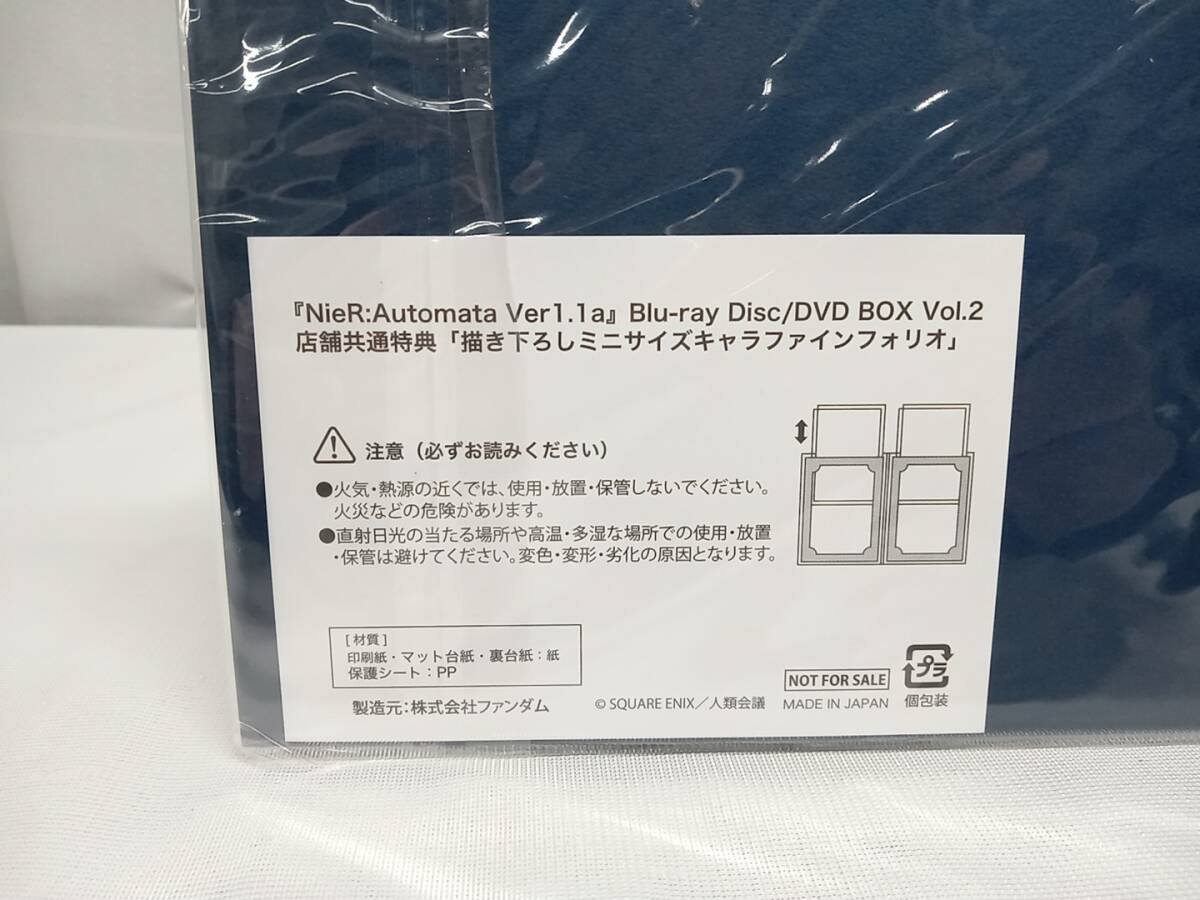 『NieR:Automata Ver1.1a』Blu-ray Disc/DVD BOX Vol.2
店舗共通特典「描き下ろしミニサイズキャラファインフォリオ」
注意（必ずお読みください）
●火気・熱源の近くでは、使用・放置・保管しないでください。
火災などの危険があります。
●直射日光の当たる場所や高温・多湿な場所での使用・放置
・保管は避けてください。変色・変形・劣化の原因となります。
[材質]
印刷紙・マット台紙・裏台紙：紙
保護シート：PP
製造元：株式会社ファンダム
© SQUARE ENIX／人類会議
NOT FOR SALE
MADE IN JAPAN
プラ
個包装